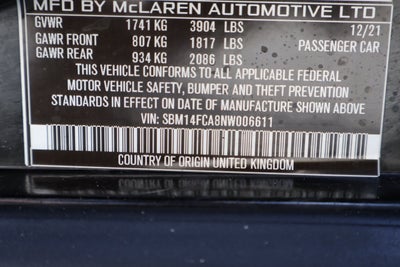 MFD BY McLAREN AUTOMOTIVE LTD
GVWR 1741 KG 3904 LBS 12/21
GAWR FRONT 807 KG 1817 LBS PASSENGER CAR
GAWR REAR 934 KG 2086 LBS
THIS VEHICLE CONFORMS TO ALL APPLICABLE FEDERAL
MOTOR VEHICLE SAFETY, BUMPER AND THEFT PREVENTION
STANDARDS IN EFFECT ON DATE OF MANUFACTURE SHOWN ABOVE
VIN: SBM14FCA8NW006611
COUNTRY OF ORIGIN UNITED KINGDOM